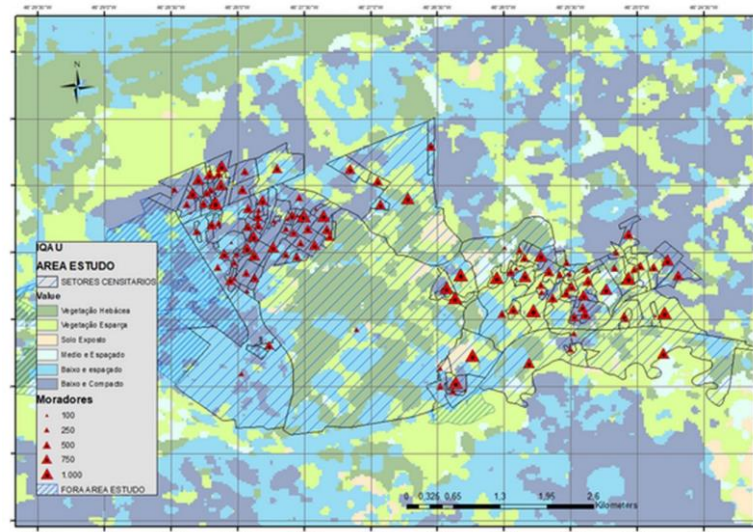 N
IQAU
AREA ESTUDO
SETORES CENSITARIOS
Value
Vegetação Hebácea
Vegetação Esparça
Solo Exposto
Medio e Espaçado
Baixo e espaçado
Baixo e Compacto
Moradores
100
250
500
750
1.000
FORA AREA ESTUDO
0 0,325 0,65 1,3 1,95 2,6
Kilometers